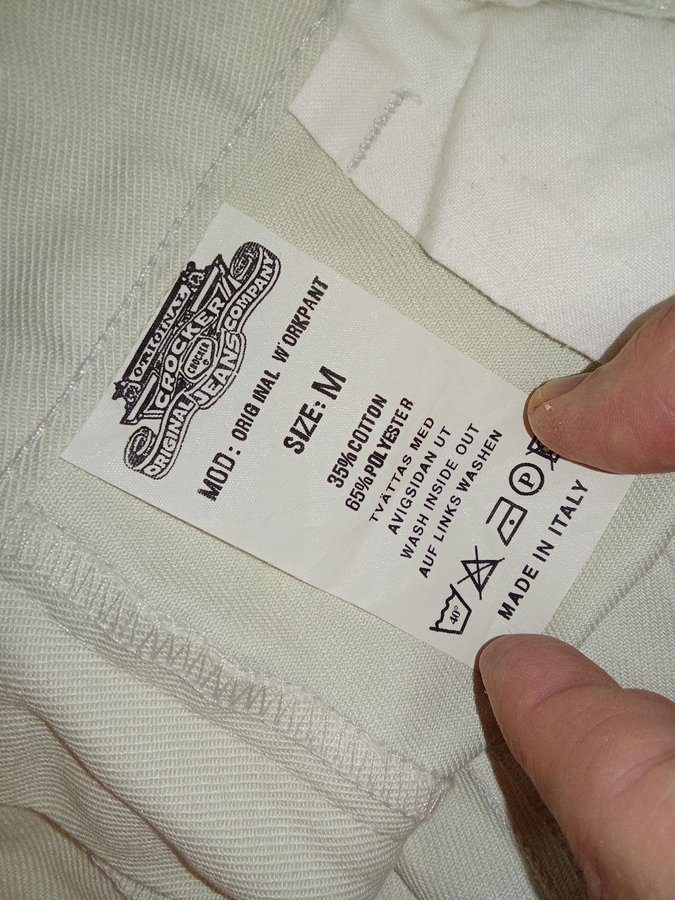 ORIGINAL
CROCKER
CROCKER
ORIGINAL JEANS COMPANY
MOD: ORIG INAL W'ORKPANT
SIZE: M
35% COTTON
65% POLYESTER
TVÄTTAS MED
AVIGSIDAN UT
WASH INSIDE OUT
AUF LINKS WASHEN
40° P
MADE IN ITALY